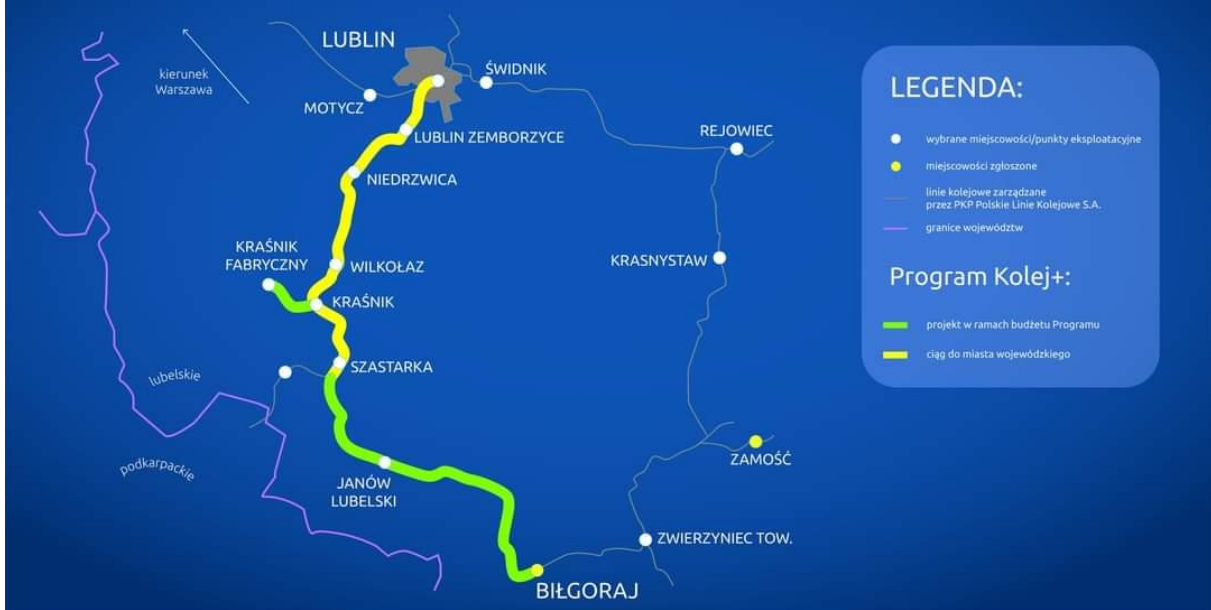 LUBLIN
kierunek
Warszawa
ŚWIDNIK
MOTYCZ
LUBLIN ZEMBORZYCE
REJOWIEC
NIEDRZWICA
KRAŚNIK
FABRYCZNY
WILKOŁAZ
KRASNYSTAW
KRAŚNIK
SZASTARKA
lubelskie
podkarpackie
ZAMOŚĆ
JANÓW
LUBELSKI
ZWIERZYNIEC TOW.
BIŁGORAJ
LEGENDA:
wybrane miejscowości/punkty eksploatacyjne
miejscowości zgłoszone
linie kolejowe zarządzane
przez PKP Polskie Linie Kolejowe S.A.
granice województw
Program Kolej+:
projekt w ramach budżetu Programu
ciąg do miasta wojewódzkiego